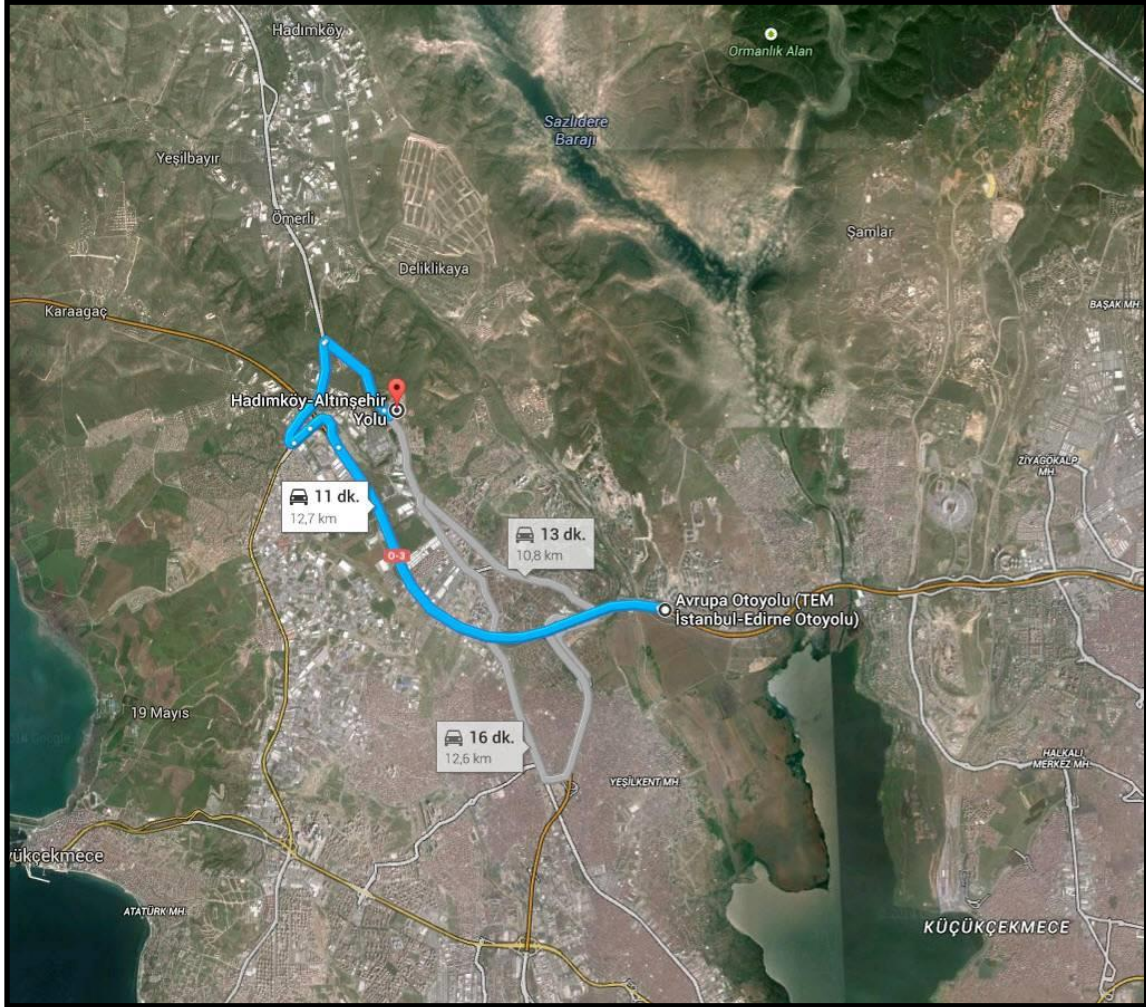 Hadımköy
Ormanlık Alan
Sazlıdere
Barajı
Yeşilbayır
Ömerli
Şamlar
Deliklikaya
Karaagaç
BAŞAK MH.
Hadımköy-Altınşehir
Yolu
ZİYAGÖKALP
MH.
11 dk.
12,7 km
13 dk.
10,8 km
O-3
Avrupa Otoyolu (TEM
İstanbul-Edirne Otoyolu)
19 Mayıs
16 dk.
12,6 km
HALKALI
MERKEZ MH.
YEŞİLKENT MH.
yükçekmece
ATATÜRK MH.
KÜÇÜKÇEKMECE